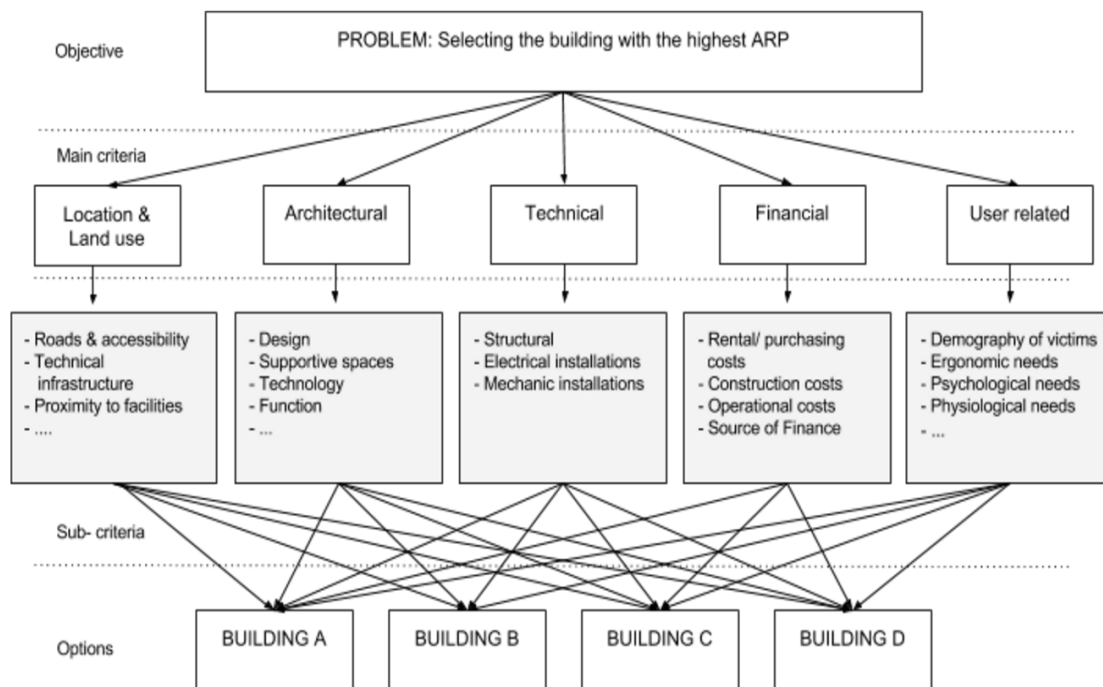 Objective
PROBLEM: Selecting the building with the highest ARP
Main criteria
Location &
Land use
Architectural
Technical
Financial
User related
- Roads & accessibility
- Technical
infrastructure
- Proximity to facilities
- ....
- Design
- Supportive spaces
- Technology
- Function
- ...
- Structural
- Electrical installations
- Mechanic installations
- Rental/ purchasing
costs
- Construction costs
- Operational costs
- Source of Finance
- Demography of victims
- Ergonomic needs
- Psychological needs
- Physiological needs
- ...
Sub- criteria
Options
BUILDING A
BUILDING B
BUILDING C
BUILDING D